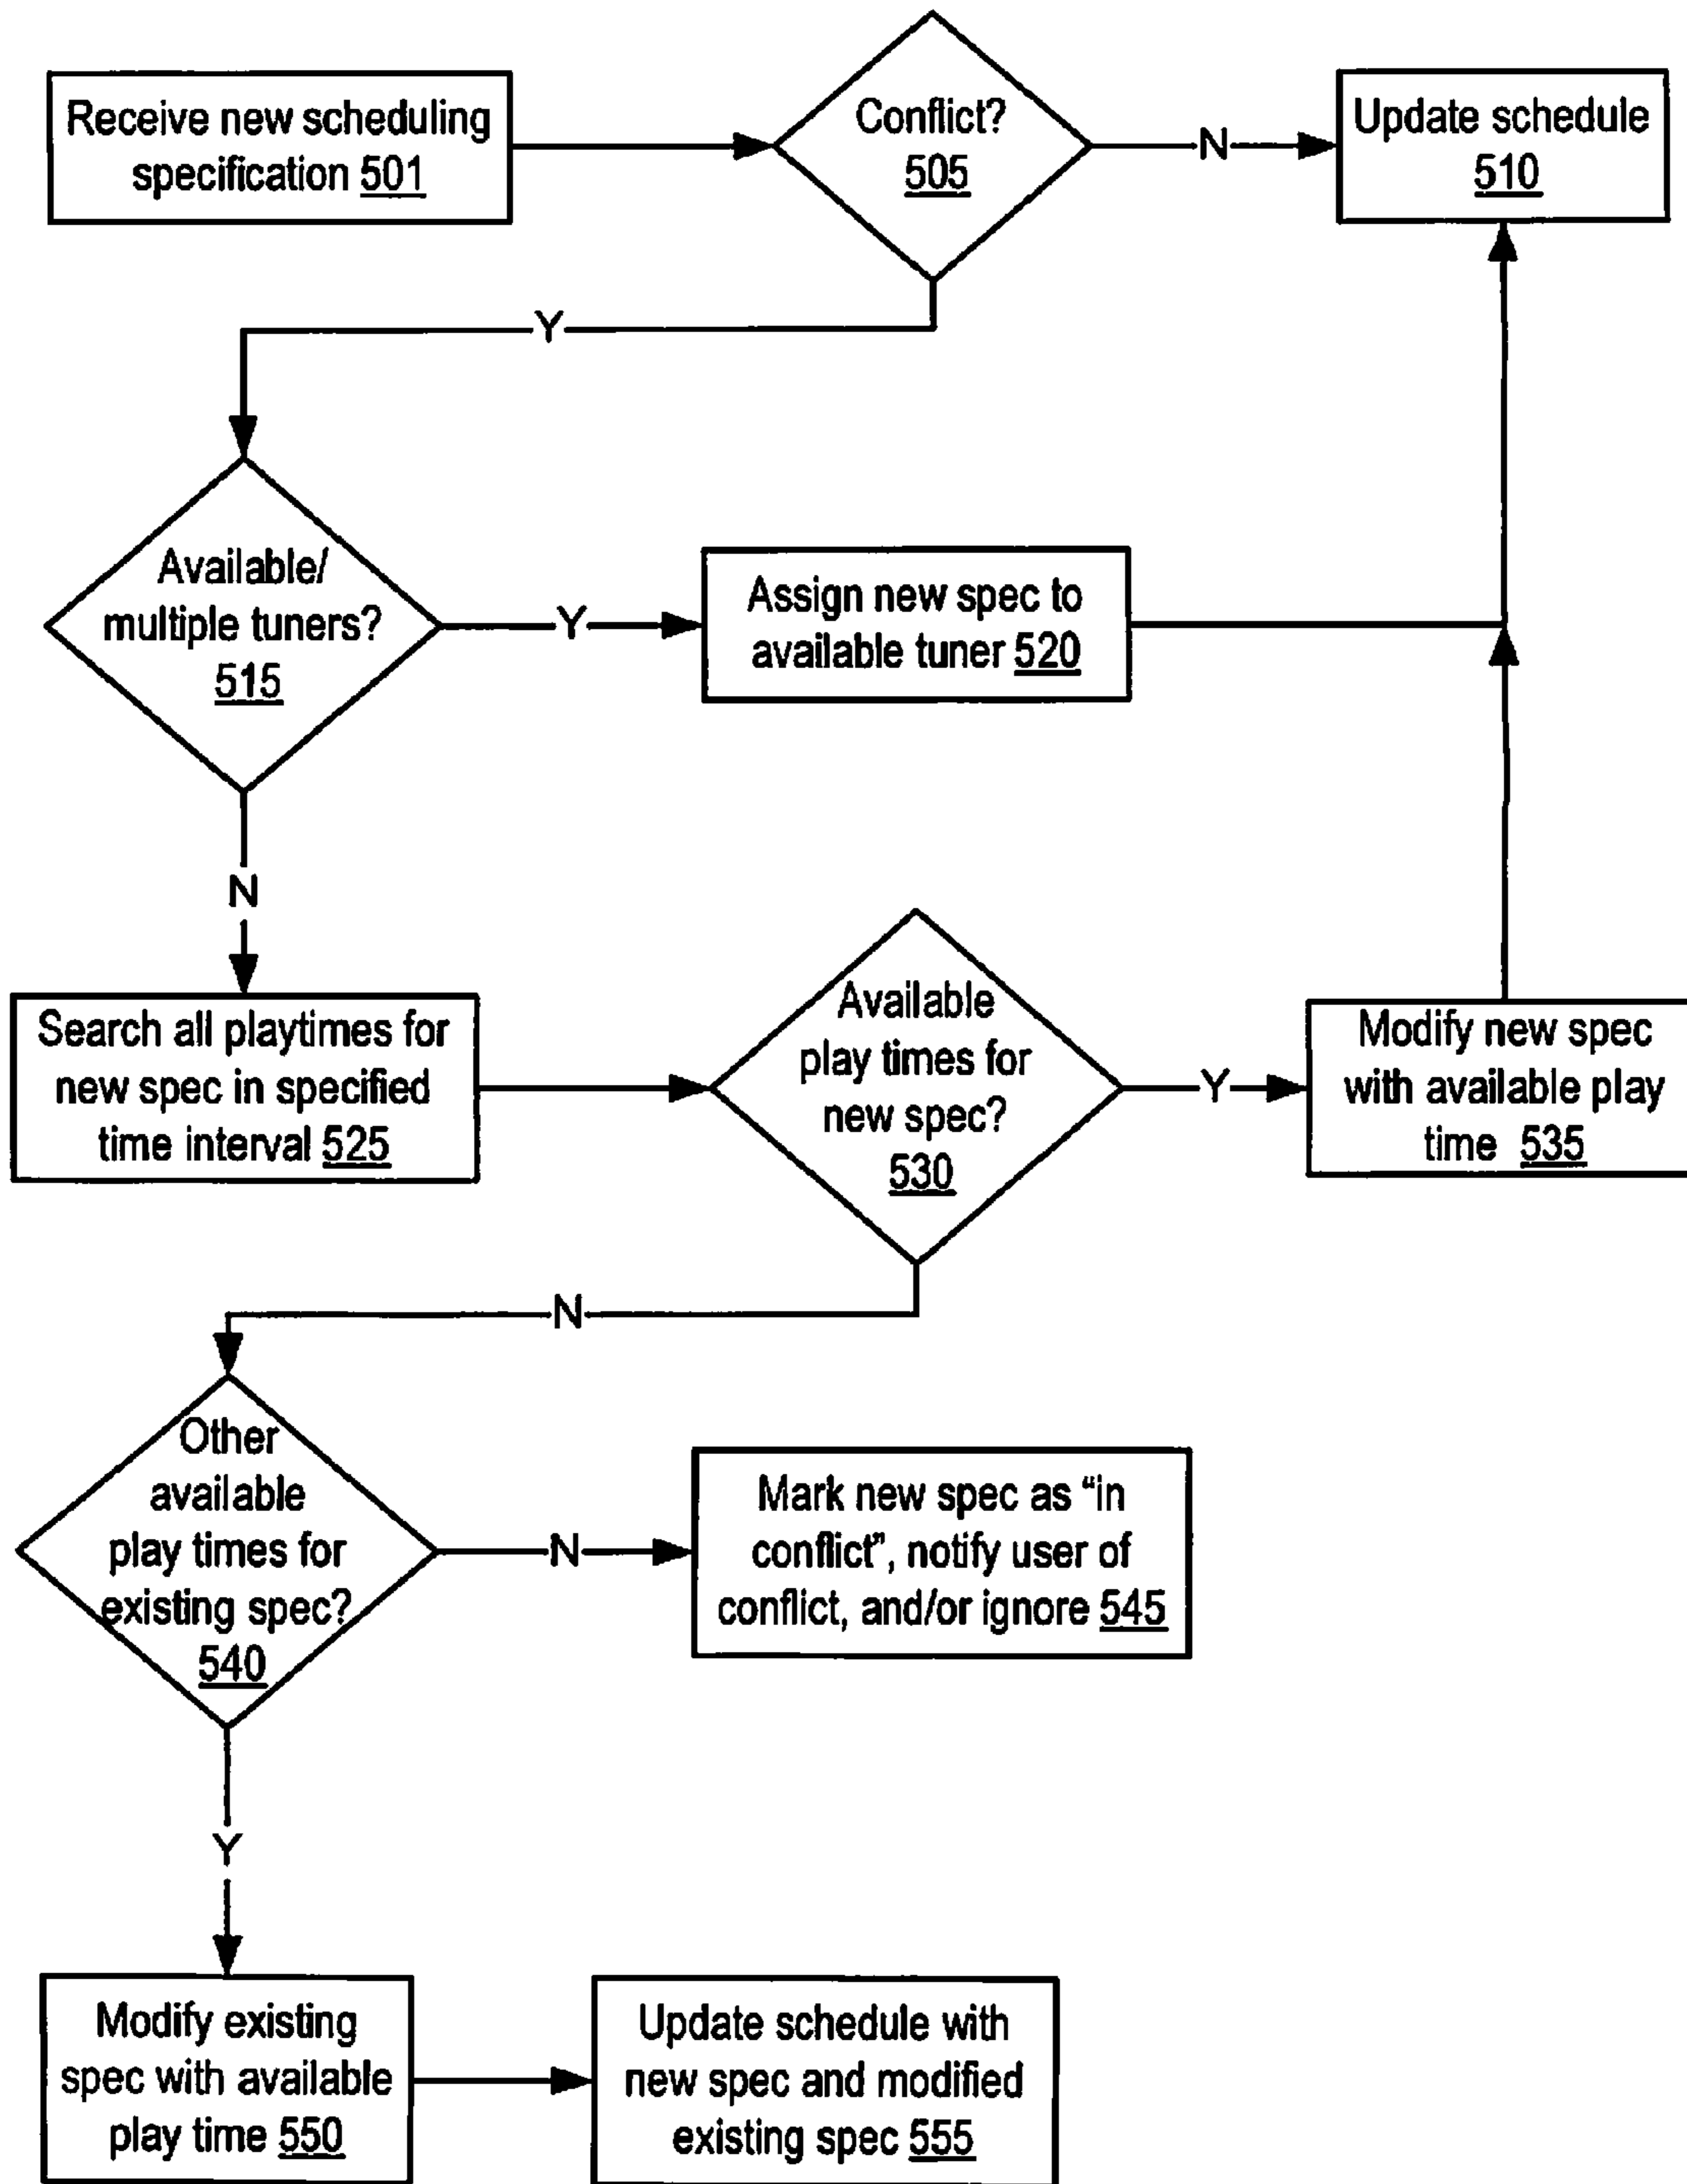 Receive new scheduling
specification 501
Conflict?
505
N
Update schedule
510
Y
Available/
multiple tuners?
515
Y
Assign new spec to
available tuner 520
N
Search all playtimes for
new spec in specified
time interval 525
Available
play times for
new spec?
530
Y
Modify new spec
with available play
time 535
N
Other
available
play times for
existing spec?
540
N
Mark new spec as “in
conflict”, notify user of
conflict, and/or ignore 545
Y
Modify existing
spec with available
play time 550
Update schedule with
new spec and modified
existing spec 555